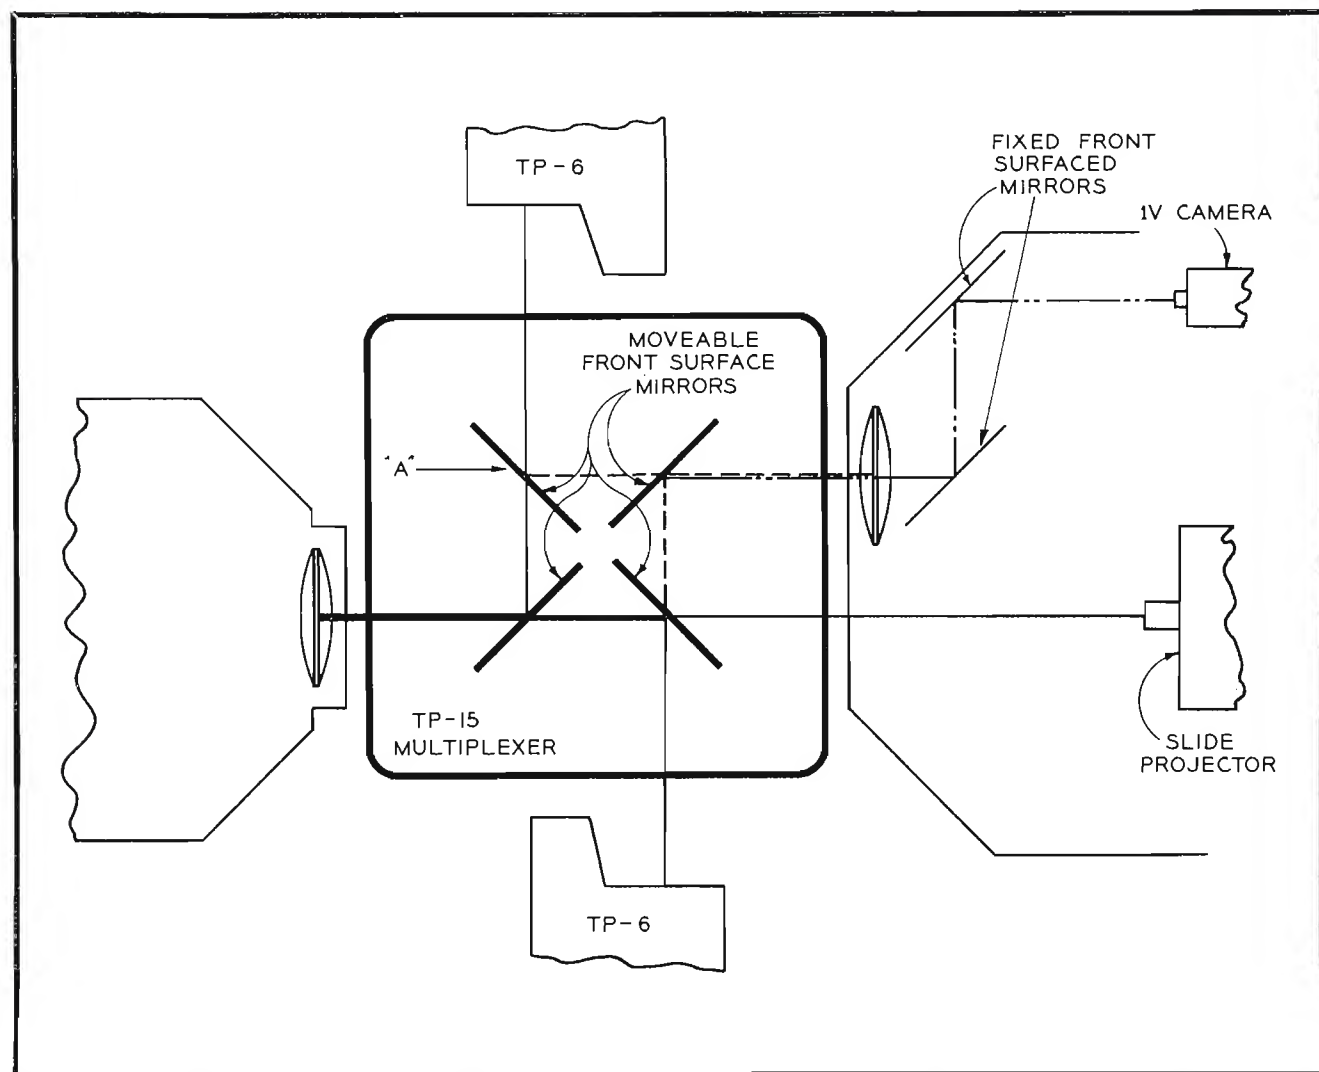 TP-6
FIXED FRONT
SURFACED
MIRRORS
1V CAMERA
MOVEABLE
FRONT SURFACE
MIRRORS
"A"
TP-15
MULTIPLEXER
SLIDE
PROJECTOR
TP-6